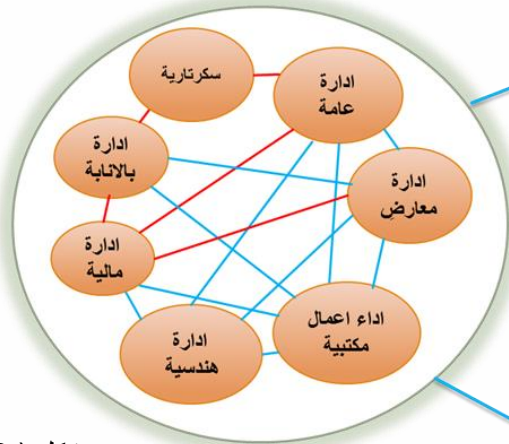 سكرتارية
ادارة
عامة
ادارة
بالانابة
ادارة
معارض
ادارة
مالية
اداء اعمال
مكتبية
ادارة
هندسية